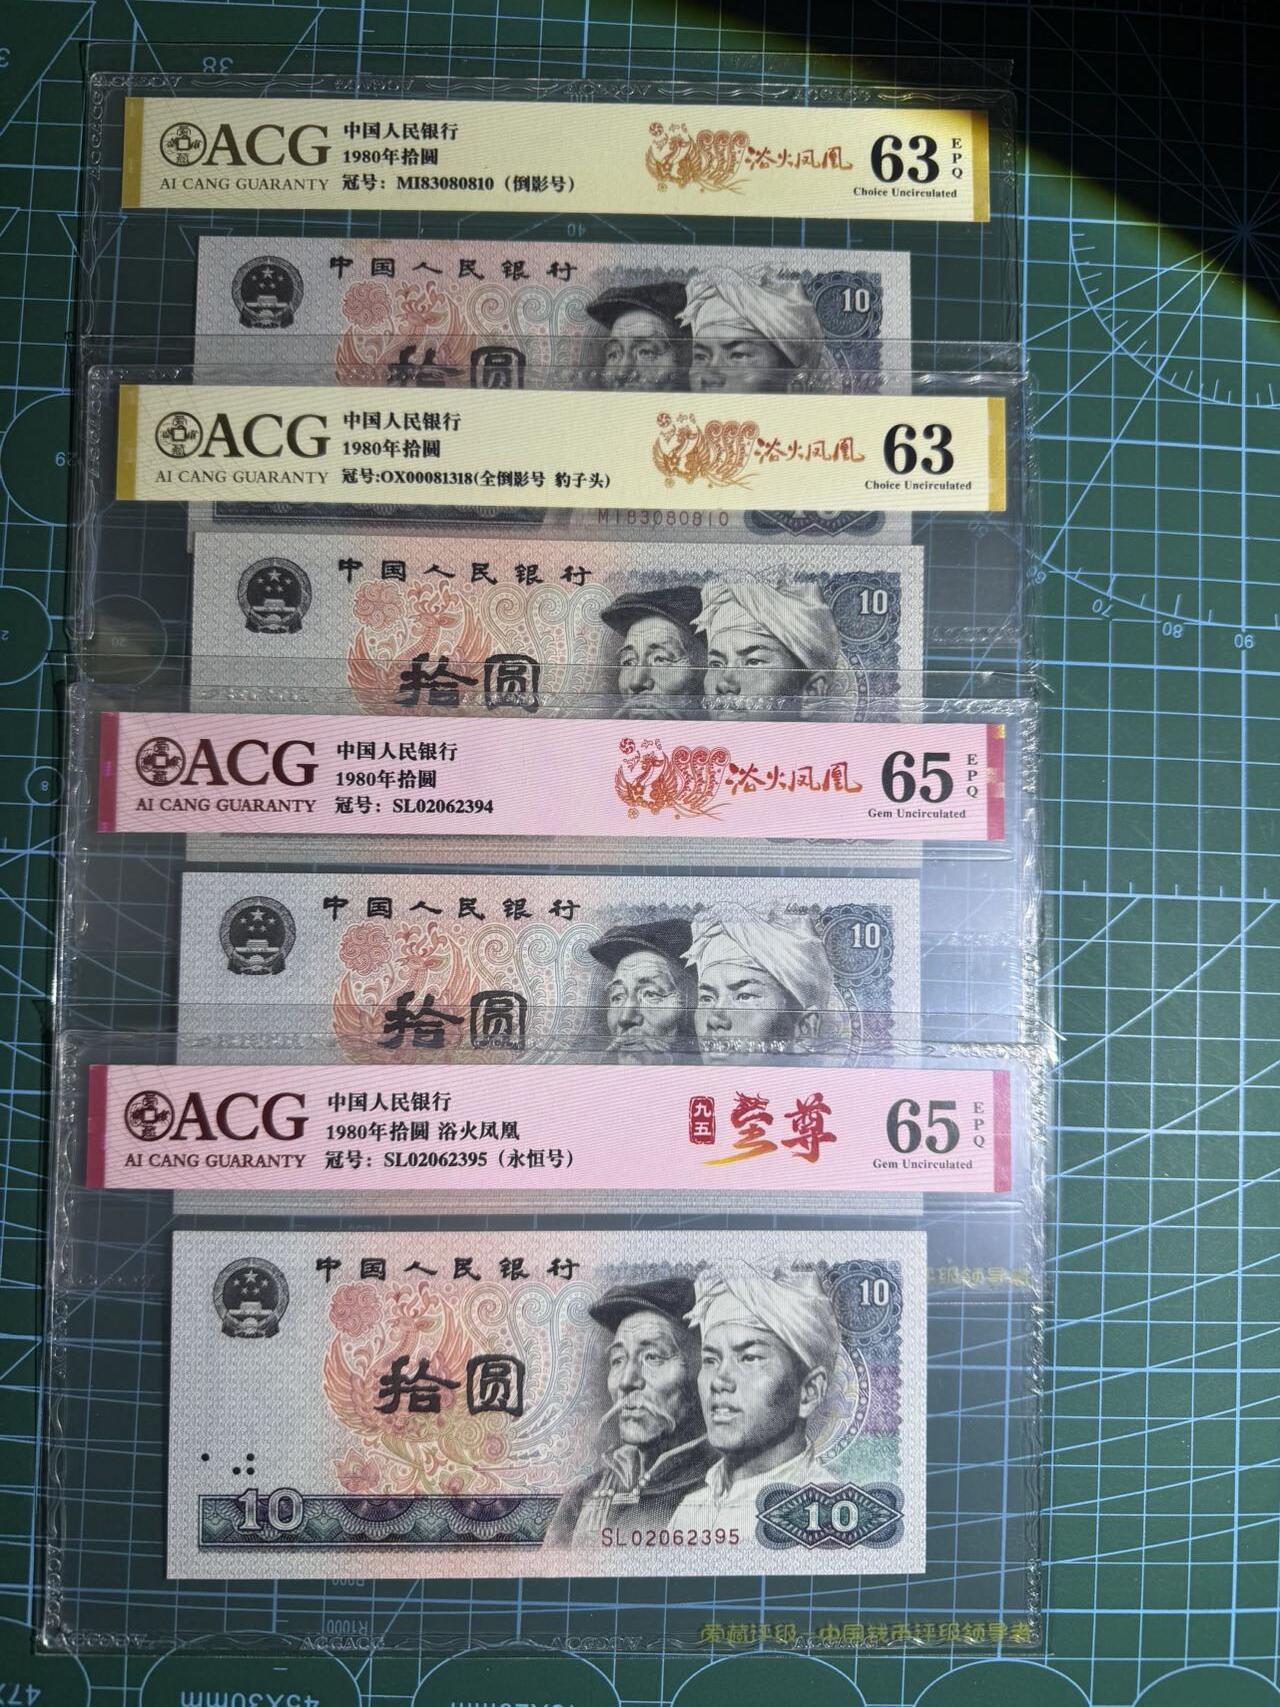 38
ACG
AI CANG GUARANTY
中国人民银行
1980年拾圆
冠号：MI83080810（倒影号）
浴火凤凰
63
EPQ
Choice Uncirculated
40
中国人民银行
10
拾圆
ACG
AI CANG GUARANTY
中国人民银行
1980年拾圆
冠号:OX00081318(全倒影号 豹子头)
浴火凤凰
63
Choice Uncirculated
MI83080810
中国人民银行
10
拾圆
70
80
90
ACG
AI CANG GUARANTY
中国人民银行
1980年拾圆
冠号：SL02062394
浴火凤凰
65
EPQ
Gem Uncirculated
中国人民银行
10
拾圆
ACG
AI CANG GUARANTY
中国人民银行
1980年拾圆 浴火凤凰
冠号：SL02062395（永恒号）
九五
至尊
65
EPQ
Gem Uncirculated
中国人民银行
10
拾圆
10
SL02062395
10
R1000
爱藏评级 中国钱币评级领导者
45X30mm